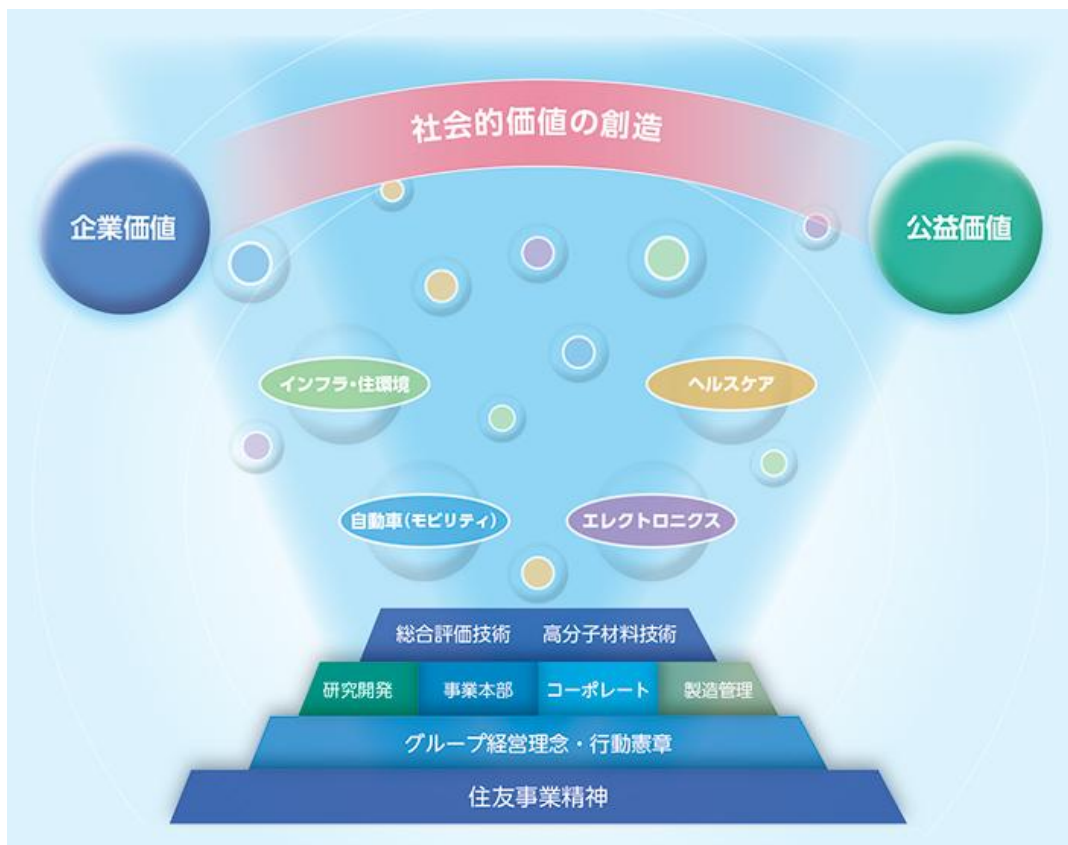 社会的価値の創造
企業価値
公益価値
インフラ・住環境
ヘルスケア
自動車(モビリティ)
エレクトロニクス
総合評価技術 高分子材料技術
研究開発 事業本部 コーポレート 製造管理
グループ経営理念・行動憲章
住友事業精神